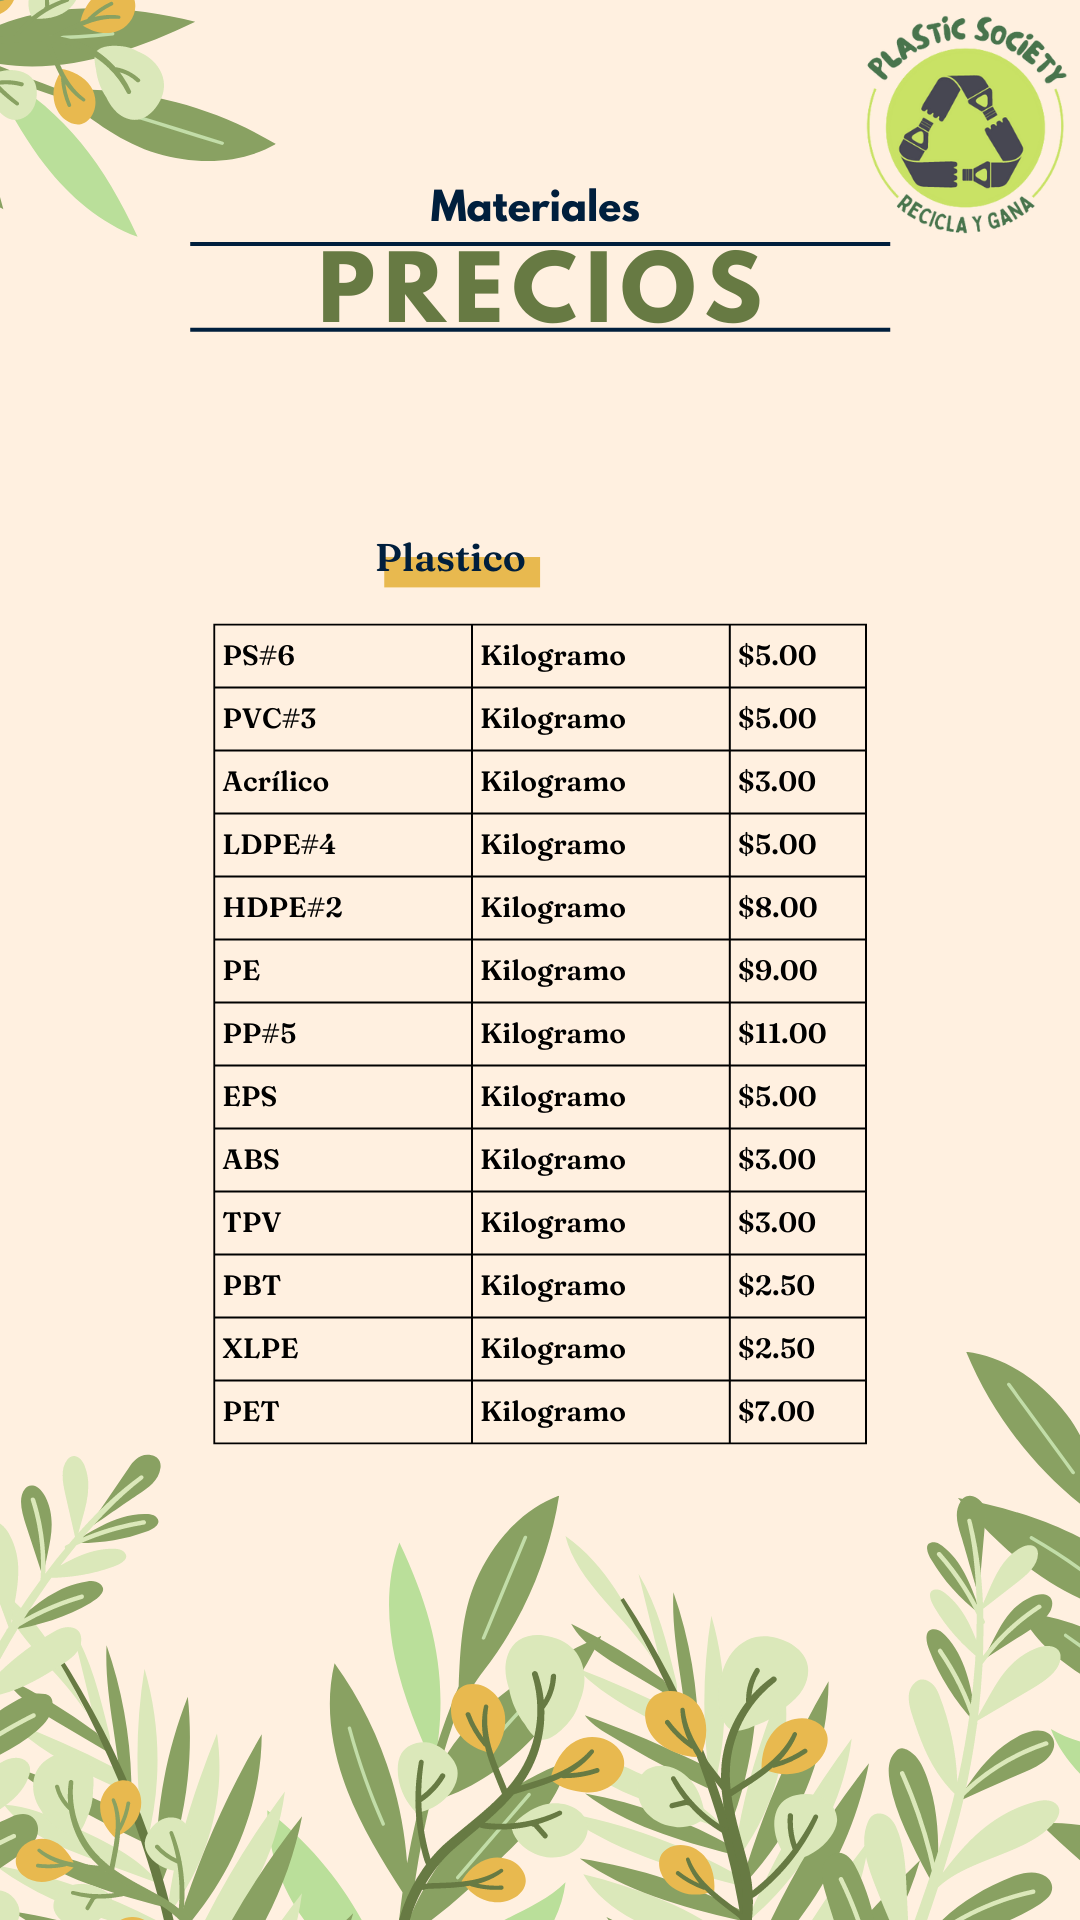 PLASTIC SOCIETY
RECICLA Y GANA
Materiales
PRECIOS
Plastico
PS#6 Kilogramo $5.00
PVC#3 Kilogramo $5.00
Acrílico Kilogramo $3.00
LDPE#4 Kilogramo $5.00
HDPE#2 Kilogramo $8.00
PE Kilogramo $9.00
PP#5 Kilogramo $11.00
EPS Kilogramo $5.00
ABS Kilogramo $3.00
TPV Kilogramo $3.00
PBT Kilogramo $2.50
XLPE Kilogramo $2.50
PET Kilogramo $7.00